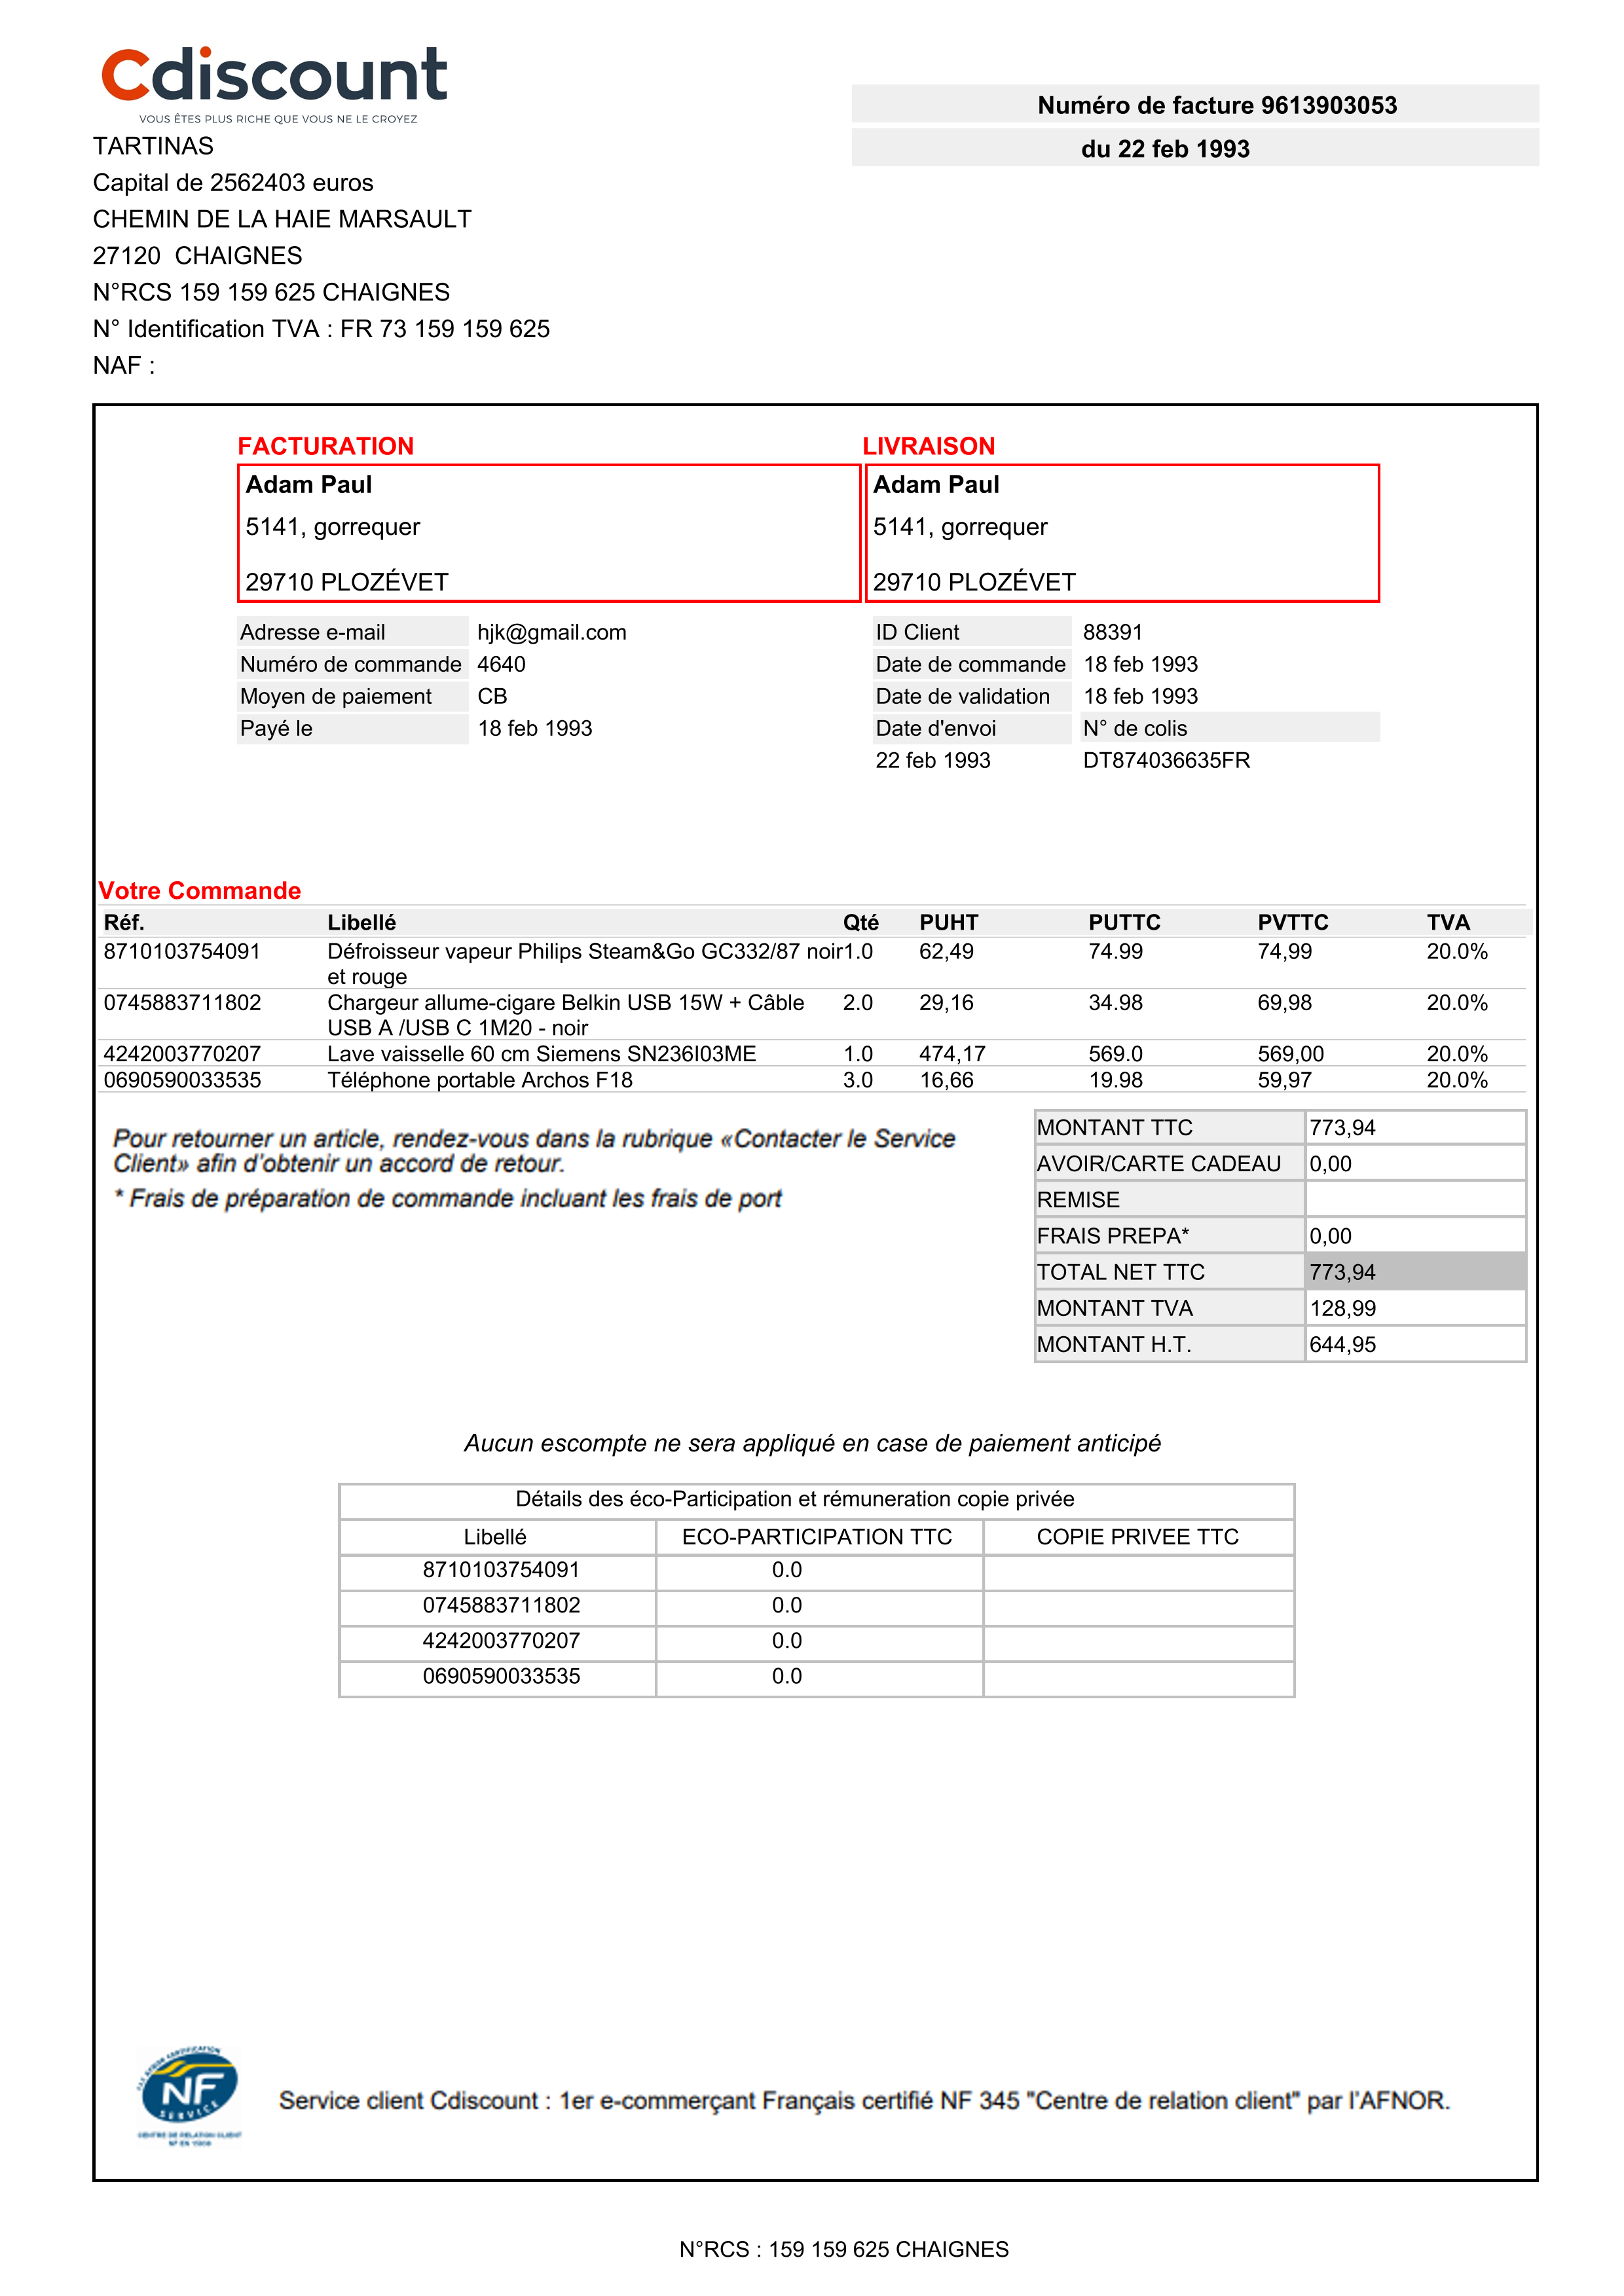 Cdiscount
VOUS ÊTES PLUS RICHE QUE VOUS NE LE CROYEZ
Numéro de facture 9613903053
du 22 feb 1993
TARTINAS
Capital de 2562403 euros
CHEMIN DE LA HAIE MARSAULT
27120 CHAIGNES
N°RCS 159 159 625 CHAIGNES
N° Identification TVA : FR 73 159 159 625
NAF :
FACTURATION
Adam Paul
5141, gorrequer
29710 PLOZÉVET
LIVRAISON
Adam Paul
5141, gorrequer
29710 PLOZÉVET
Adresse e-mail hjk@gmail.com
Numéro de commande 4640
Moyen de paiement CB
Payé le 18 feb 1993
ID Client 88391
Date de commande 18 feb 1993
Date de validation 18 feb 1993
Date d'envoi N° de colis
22 feb 1993 DT874036635FR
Votre Commande
Réf. Libellé Qté PUHT PUTTC PVTTC TVA
8710103754091 Défroisseur vapeur Philips Steam&Go GC332/87 noir 1.0 62,49 74.99 74,99 20.0%
et rouge
0745883711802 Chargeur allume-cigare Belkin USB 15W + Câble 2.0 29,16 34.98 69,98 20.0%
USB A /USB C 1M20 - noir
4242003770207 Lave vaisselle 60 cm Siemens SN236I03ME 1.0 474,17 569.0 569,00 20.0%
0690590033535 Téléphone portable Archos F18 3.0 16,66 19.98 59,97 20.0%
Pour retourner un article, rendez-vous dans la rubrique «Contacter le Service
Client» afin d'obtenir un accord de retour.
* Frais de préparation de commande incluant les frais de port
MONTANT TTC 773,94
AVOIR/CARTE CADEAU 0,00
REMISE
FRAIS PREPA* 0,00
TOTAL NET TTC 773,94
MONTANT TVA 128,99
MONTANT H.T. 644,95
Aucun escompte ne sera appliqué en case de paiement anticipé
Détails des éco-Participation et rémuneration copie privée
Libellé ECO-PARTICIPATION TTC COPIE PRIVEE TTC
8710103754091 0.0
0745883711802 0.0
4242003770207 0.0
0690590033535 0.0
NF
SERVICE
CENTRE DE RELATION CLIENT
Service client Cdiscount : 1er e-commerçant Français certifié NF 345 "Centre de relation client" par l'AFNOR.
N°RCS : 159 159 625 CHAIGNES